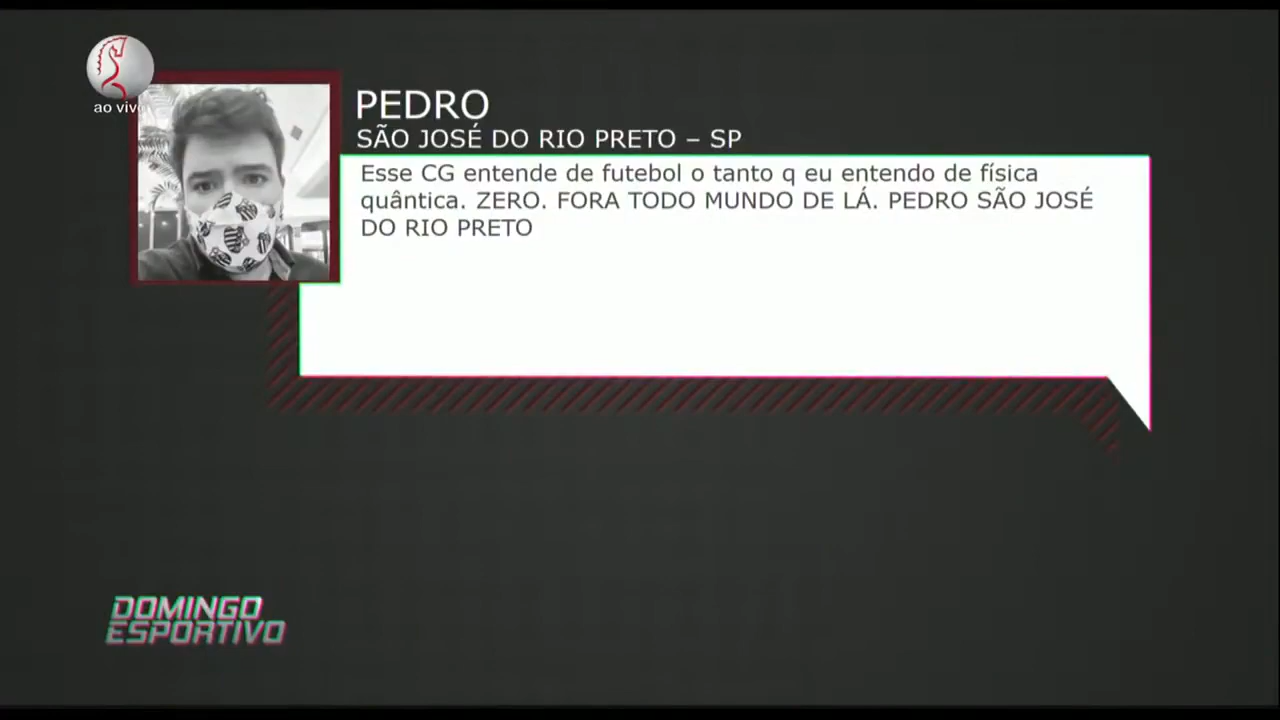 ao vivo
PEDRO
SÃO JOSÉ DO RIO PRETO – SP
Esse CG entende de futebol o tanto q eu entendo de física
quântica. ZERO. FORA TODO MUNDO DE LÁ. PEDRO SÃO JOSÉ
DO RIO PRETO
DOMINGO
ESPORTIVO